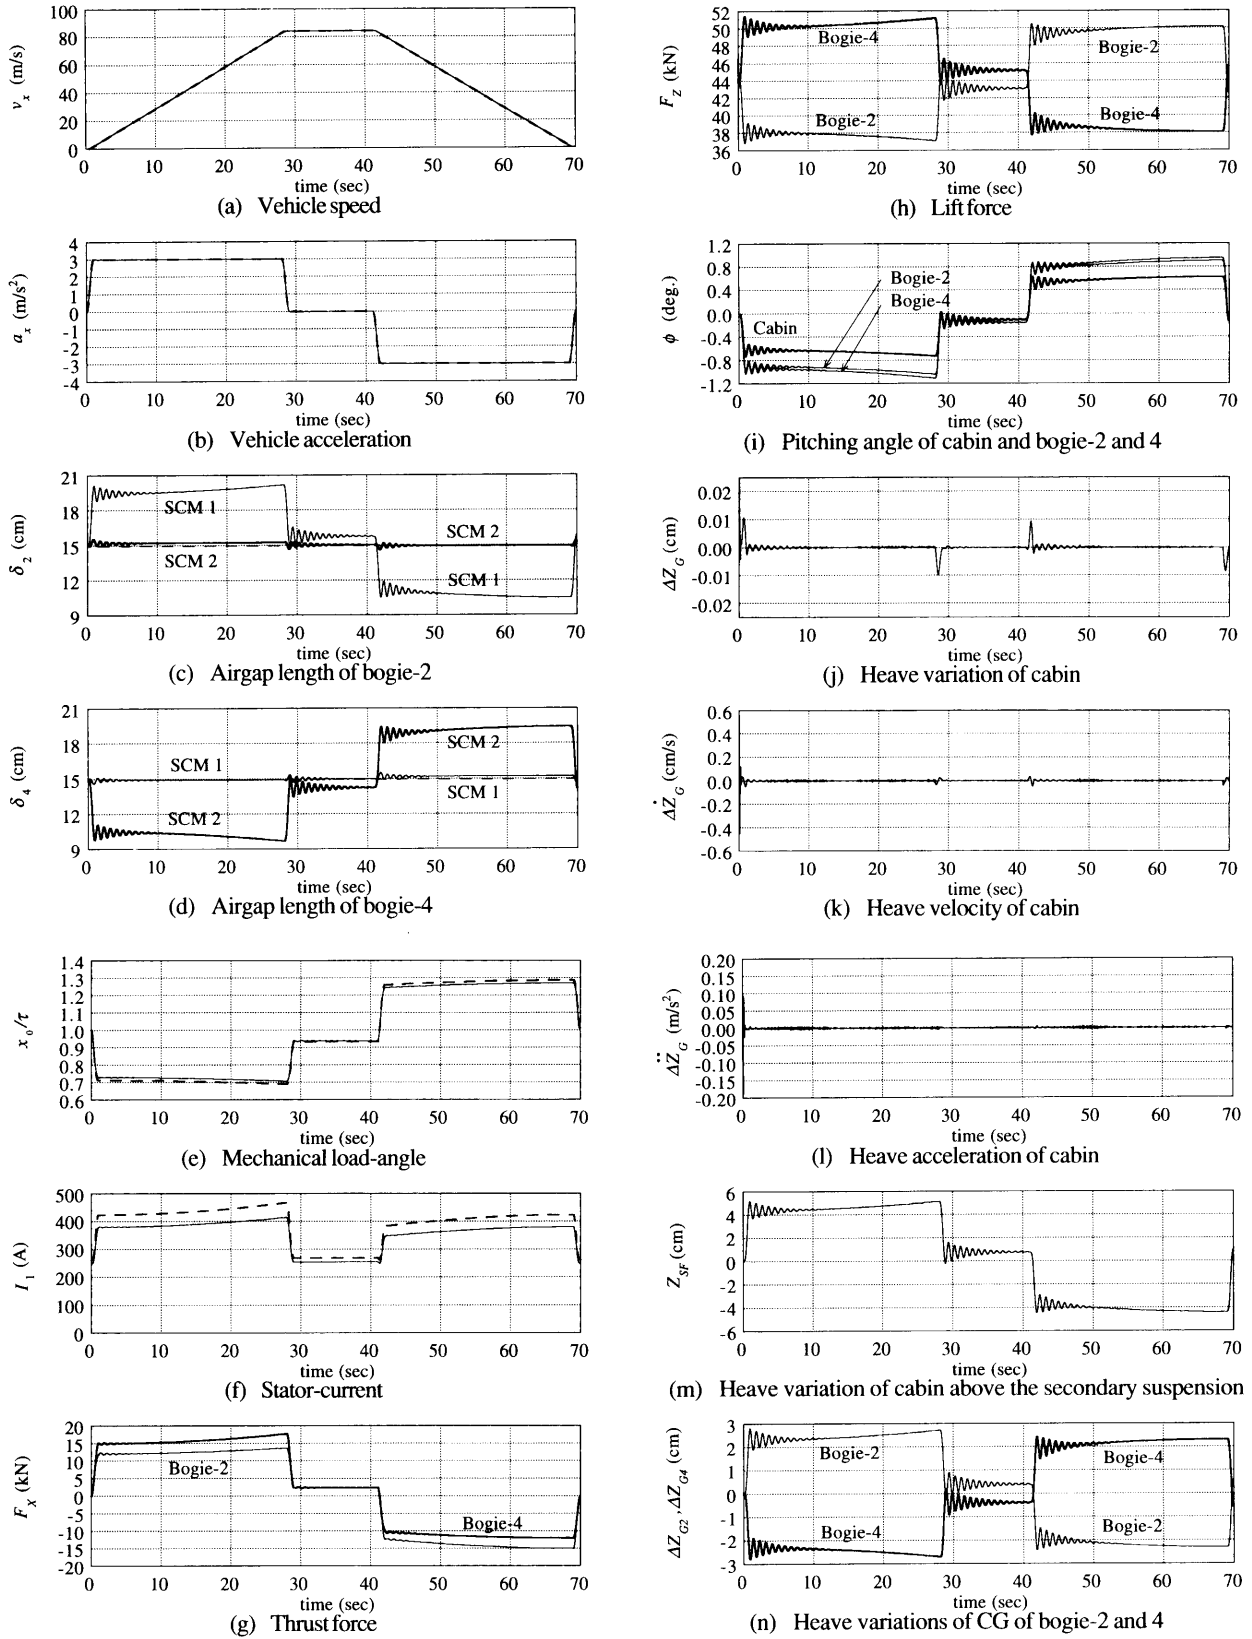 100
80
60
40
20
0
v_x (m/s)
0 10 20 30 40 50 60 70
time (sec)
(a) Vehicle speed
4
3
2
1
0
-1
-2
-3
-4
a_x (m/s²)
0 10 20 30 40 50 60 70
time (sec)
(b) Vehicle acceleration
21
18
15
12
9
δ_2 (cm)
SCM 1
SCM 2
SCM 2
SCM 1
0 10 20 30 40 50 60 70
time (sec)
(c) Airgap length of bogie-2
21
18
15
12
9
δ_4 (cm)
SCM 1
SCM 2
SCM 2
SCM 1
0 10 20 30 40 50 60 70
time (sec)
(d) Airgap length of bogie-4
1.4
1.3
1.2
1.1
1.0
0.9
0.8
0.7
0.6
x_0/τ
0 10 20 30 40 50 60 70
time (sec)
(e) Mechanical load-angle
500
400
300
200
100
0
I_1 (A)
0 10 20 30 40 50 60 70
time (sec)
(f) Stator-current
20
15
10
5
0
-5
-10
-15
-20
F_X (kN)
Bogie-2
Bogie-4
0 10 20 30 40 50 60 70
time (sec)
(g) Thrust force
52
50
48
46
44
42
40
38
36
F_Z (kN)
Bogie-4
Bogie-2
Bogie-2
Bogie-4
0 10 20 30 40 50 60 70
time (sec)
(h) Lift force
1.2
0.8
0.4
0.0
-0.4
-0.8
-1.2
ϕ (deg.)
Bogie-2
Bogie-4
Cabin
0 10 20 30 40 50 60 70
time (sec)
(i) Pitching angle of cabin and bogie-2 and 4
0.02
0.01
0.00
-0.01
-0.02
ΔZ_G (cm)
0 10 20 30 40 50 60 70
time (sec)
(j) Heave variation of cabin
0.6
0.4
0.2
0.0
-0.2
-0.4
-0.6
ΔŻ_G (cm/s)
0 10 20 30 40 50 60 70
time (sec)
(k) Heave velocity of cabin
0.20
0.15
0.10
0.05
0.00
-0.05
-0.10
-0.15
-0.20
ΔZ̈_G (m/s²)
0 10 20 30 40 50 60 70
time (sec)
(l) Heave acceleration of cabin
6
4
2
0
-2
-4
-6
Z_SF (cm)
0 10 20 30 40 50 60 70
time (sec)
(m) Heave variation of cabin above the secondary suspension
3
2
1
0
-1
-2
-3
ΔZ_G2, ΔZ_G4 (cm)
Bogie-2
Bogie-4
Bogie-4
Bogie-2
0 10 20 30 40 50 60 70
time (sec)
(n) Heave variations of CG of bogie-2 and 4